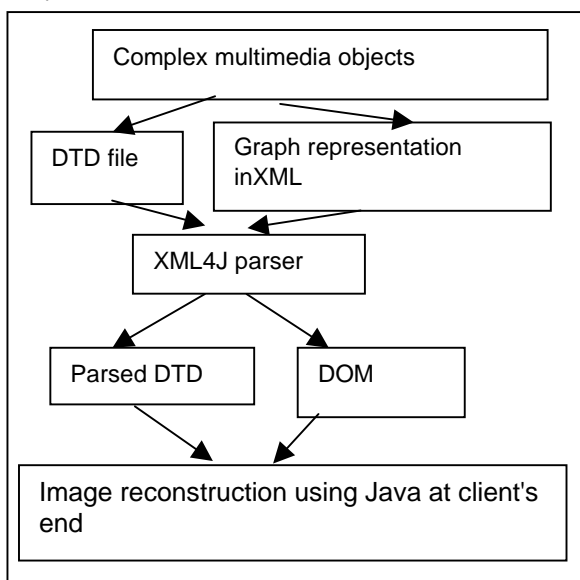 Complex multimedia objects
DTD file
Graph representation
inXML
XML4J parser
Parsed DTD
DOM
Image reconstruction using Java at client's
end